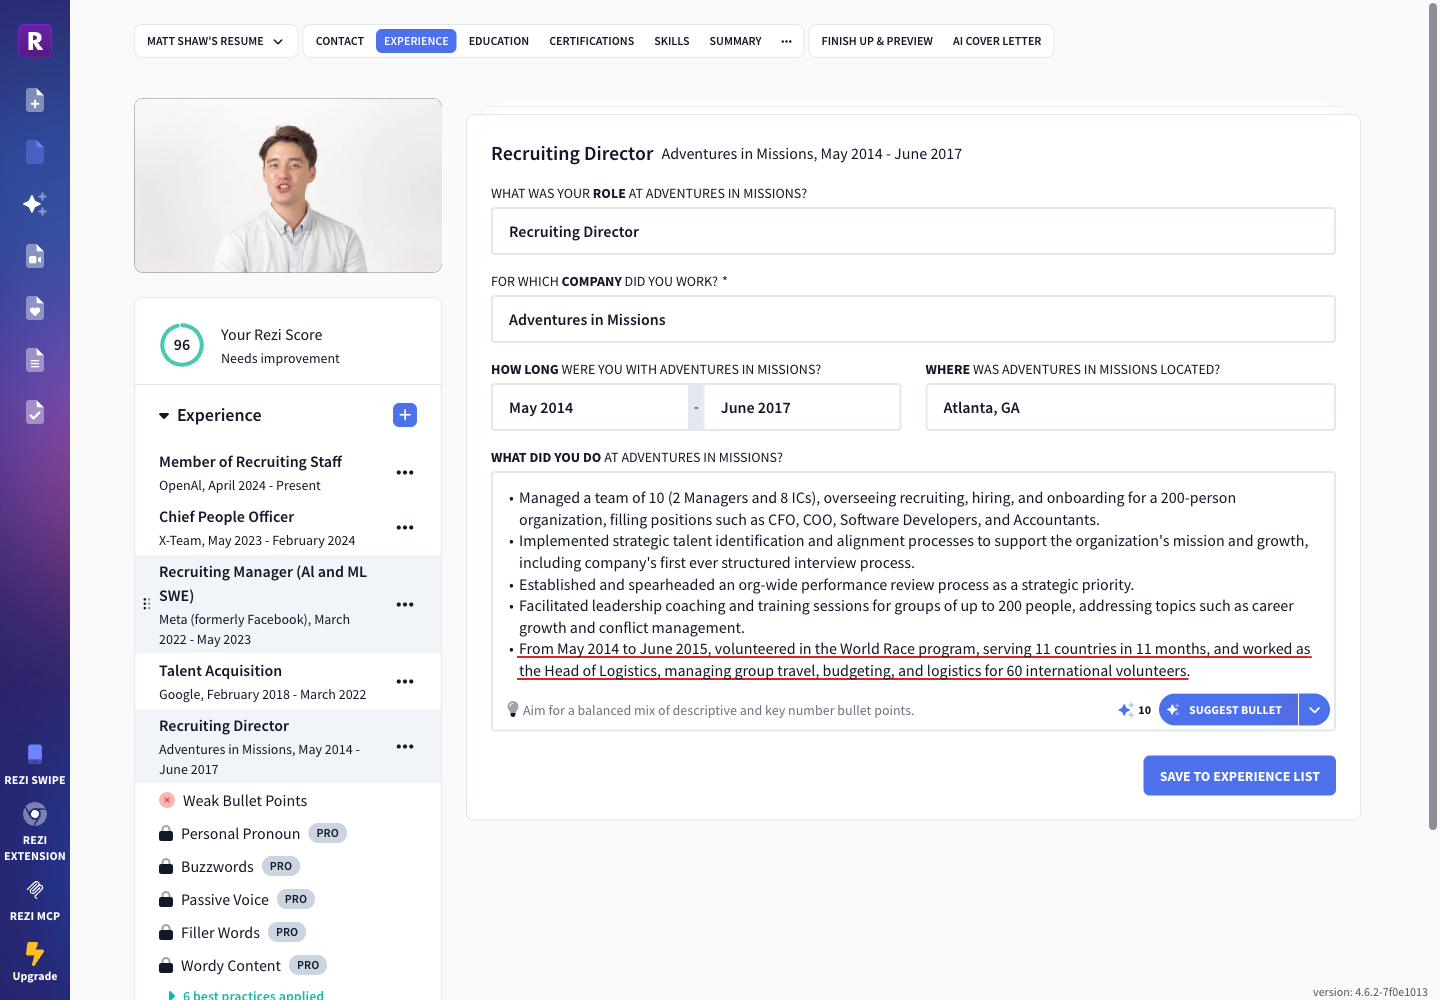 R
MATT SHAW'S RESUME
CONTACT
EXPERIENCE
EDUCATION
CERTIFICATIONS
SKILLS
SUMMARY
FINISH UP & PREVIEW
AI COVER LETTER
96
Your Rezi Score
Needs improvement
Experience
Member of Recruiting Staff
OpenAl, April 2024 - Present
Chief People Officer
X-Team, May 2023 - February 2024
Recruiting Manager (Al and ML
SWE)
Meta (formerly Facebook), March
2022 - May 2023
Talent Acquisition
Google, February 2018 - March 2022
Recruiting Director
Adventures in Missions, May 2014 -
June 2017
Weak Bullet Points
Personal Pronoun PRO
Buzzwords PRO
Passive Voice PRO
Filler Words PRO
Wordy Content PRO
6 best practices applied
REZI SWIPE
REZI
EXTENSION
REZI MCP
Upgrade
Recruiting Director Adventures in Missions, May 2014 - June 2017
WHAT WAS YOUR ROLE AT ADVENTURES IN MISSIONS?
Recruiting Director
FOR WHICH COMPANY DID YOU WORK? *
Adventures in Missions
HOW LONG WERE YOU WITH ADVENTURES IN MISSIONS?
May 2014 - June 2017
WHERE WAS ADVENTURES IN MISSIONS LOCATED?
Atlanta, GA
WHAT DID YOU DO AT ADVENTURES IN MISSIONS?
• Managed a team of 10 (2 Managers and 8 ICs), overseeing recruiting, hiring, and onboarding for a 200-person
organization, filling positions such as CFO, COO, Software Developers, and Accountants.
• Implemented strategic talent identification and alignment processes to support the organization's mission and growth,
including company's first ever structured interview process.
• Established and spearheaded an org-wide performance review process as a strategic priority.
• Facilitated leadership coaching and training sessions for groups of up to 200 people, addressing topics such as career
growth and conflict management.
• From May 2014 to June 2015, volunteered in the World Race program, serving 11 countries in 11 months, and worked as
the Head of Logistics, managing group travel, budgeting, and logistics for 60 international volunteers.
Aim for a balanced mix of descriptive and key number bullet points.
10
SUGGEST BULLET
SAVE TO EXPERIENCE LIST
version: 4.6.2-7f0e1013